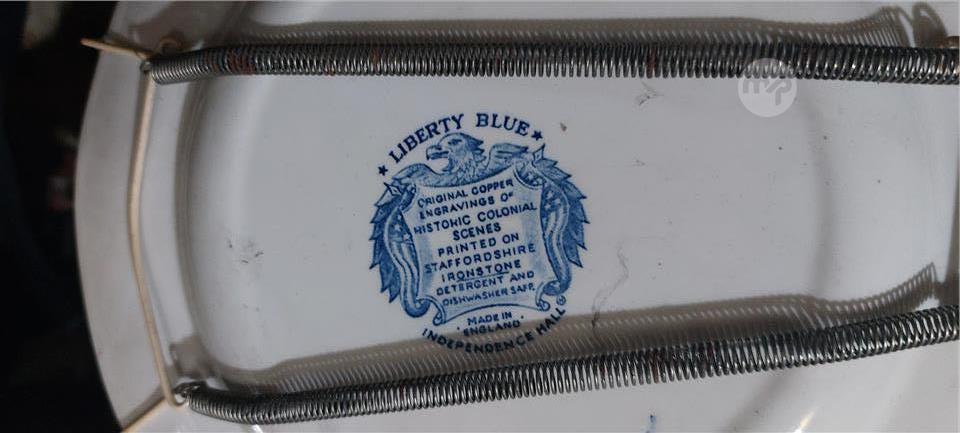 ★ LIBERTY BLUE ★
ORIGINAL COPPER
ENGRAVINGS OF
HISTORIC COLONIAL
SCENES
PRINTED ON
STAFFORDSHIRE
IRONSTONE
DETERGENT AND
DISHWASHER SAFE
· MADE IN ·
ENGLAND
INDEPENDENCE HALL ®